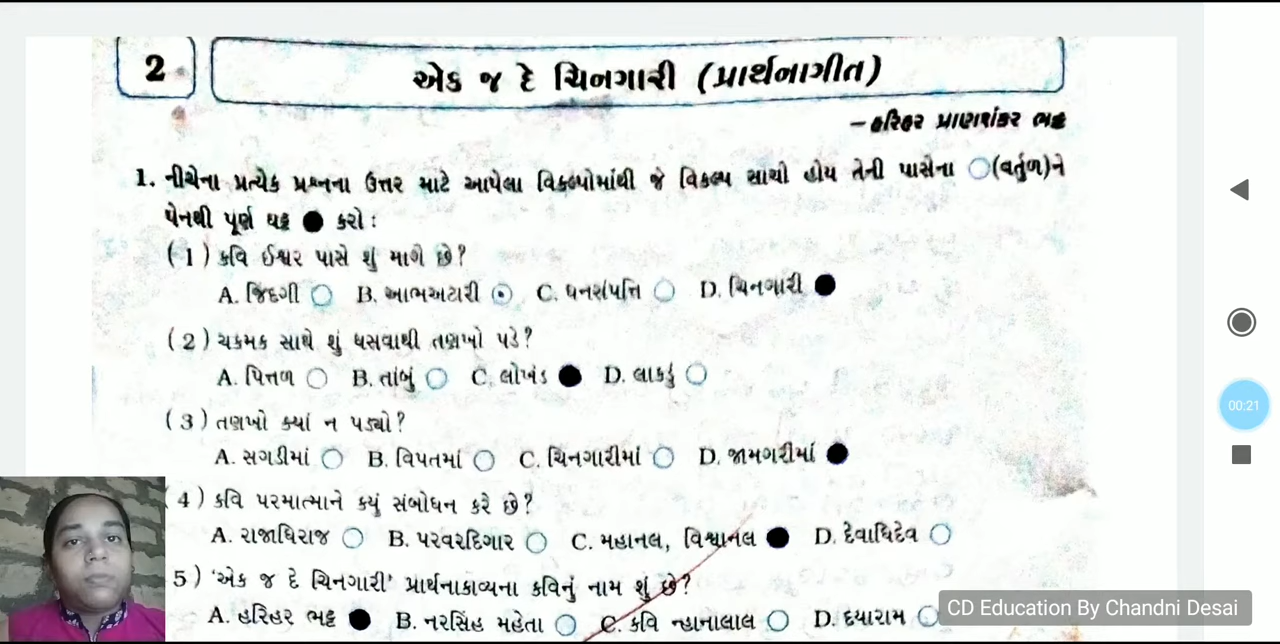 2
એક જ દે ચિનગારી (પ્રાર્થનાગીત)
– હરિહર પ્રાણશંકર ભટ્ટ
1. નીચેના પ્રત્યેક પ્રશ્નના ઉત્તર માટે આપેલા વિકલ્પોમાંથી જે વિકલ્પ સાચો હોય તેની પાસેના ○(વર્તુળ)ને
પેનથી પૂર્ણ ઘટ્ટ ● કરો :
( 1 ) કવિ ઈશ્વર પાસે શું માગે છે?
A. જિંદગી ○ B. આભઅટારી ○ C. ધનસંપત્તિ ○ D. ચિનગારી ●
( 2 ) ચકમક સાથે શું ઘસવાથી તણખો પડે?
A. પિત્તળ ○ B. તાંબું ○ C. લોખંડ ● D. લાકડું ○
( 3 ) તણખો ક્યાં ન પડ્યો?
A. સગડીમાં ○ B. વિપતમાં ○ C. ચિનગારીમાં ○ D. જામગરીમાં ●
4 ) કવિ પરમાત્માને કયું સંબોધન કરે છે?
A. રાજાધિરાજ ○ B. પરવરદિગાર ○ C. મહાનલ, વિશ્વાનલ ● D. દેવાધિદેવ ○
5 ) 'એક જ દે ચિનગારી' પ્રાર્થનાકાવ્યના કવિનું નામ શું છે?
A. હરિહર ભટ્ટ ● B. નરસિંહ મહેતા ○ C. કવિ ન્હાનાલાલ ○ D. દયારામ ○
00:21
CD Education By Chandni Desai